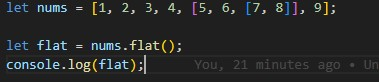 let nums = [1, 2, 3, 4, [5, 6, [7, 8]], 9];
let flat = nums.flat();
console.log(flat); You, 21 minutes ago • Un